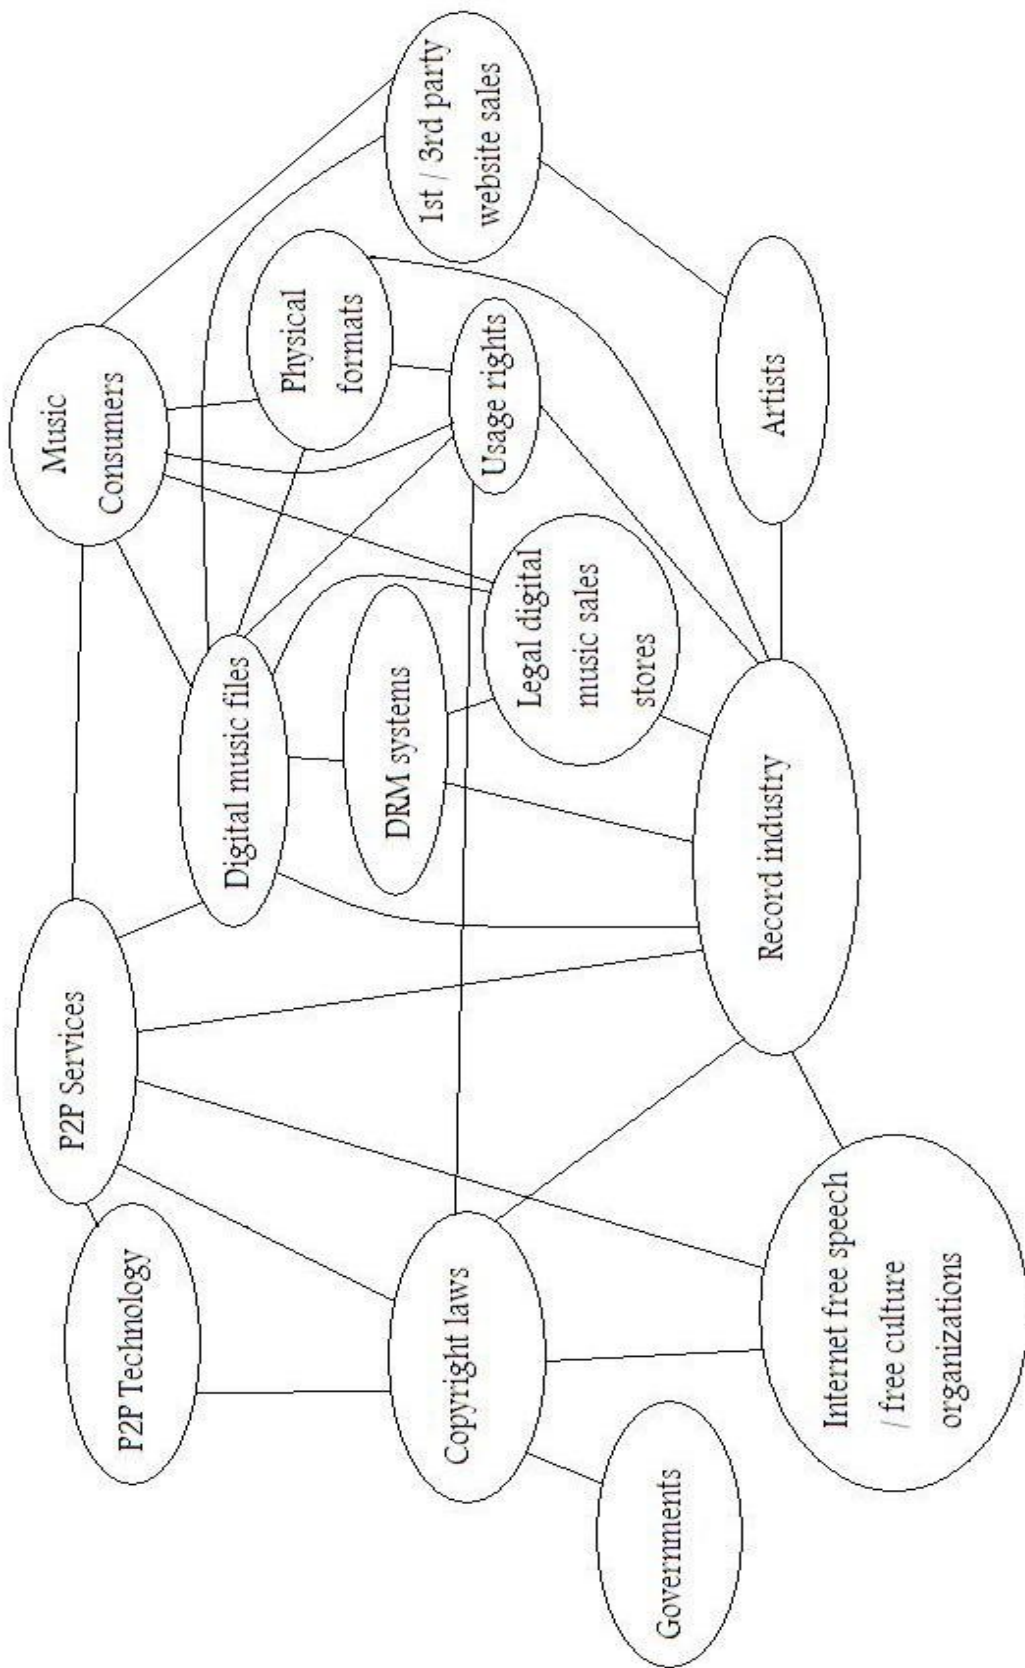 P2P Technology
P2P Services
Music
Consumers
Digital music files
Physical
formats
1st / 3rd party
website sales
DRM systems
Usage rights
Copyright laws
Legal digital
music sales
stores
Governments
Internet free speech
/ free culture
organizations
Record industry
Artists